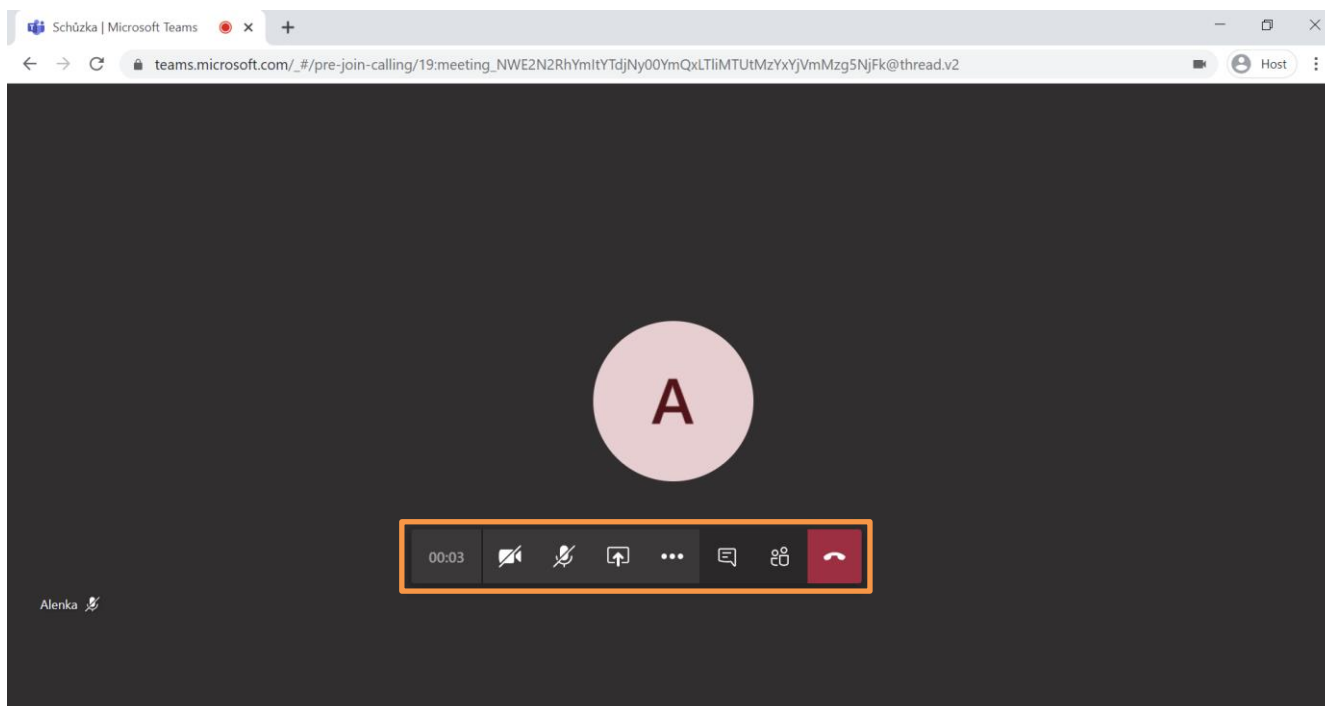 Schůzka | Microsoft Teams
teams.microsoft.com/_#/pre-join-calling/19:meeting_NWE2N2RhYmItYTdjNy00YmQxLTliMTUtMzYxYjVmMzg5NjFk@thread.v2
Host
A
00:03
Alenka